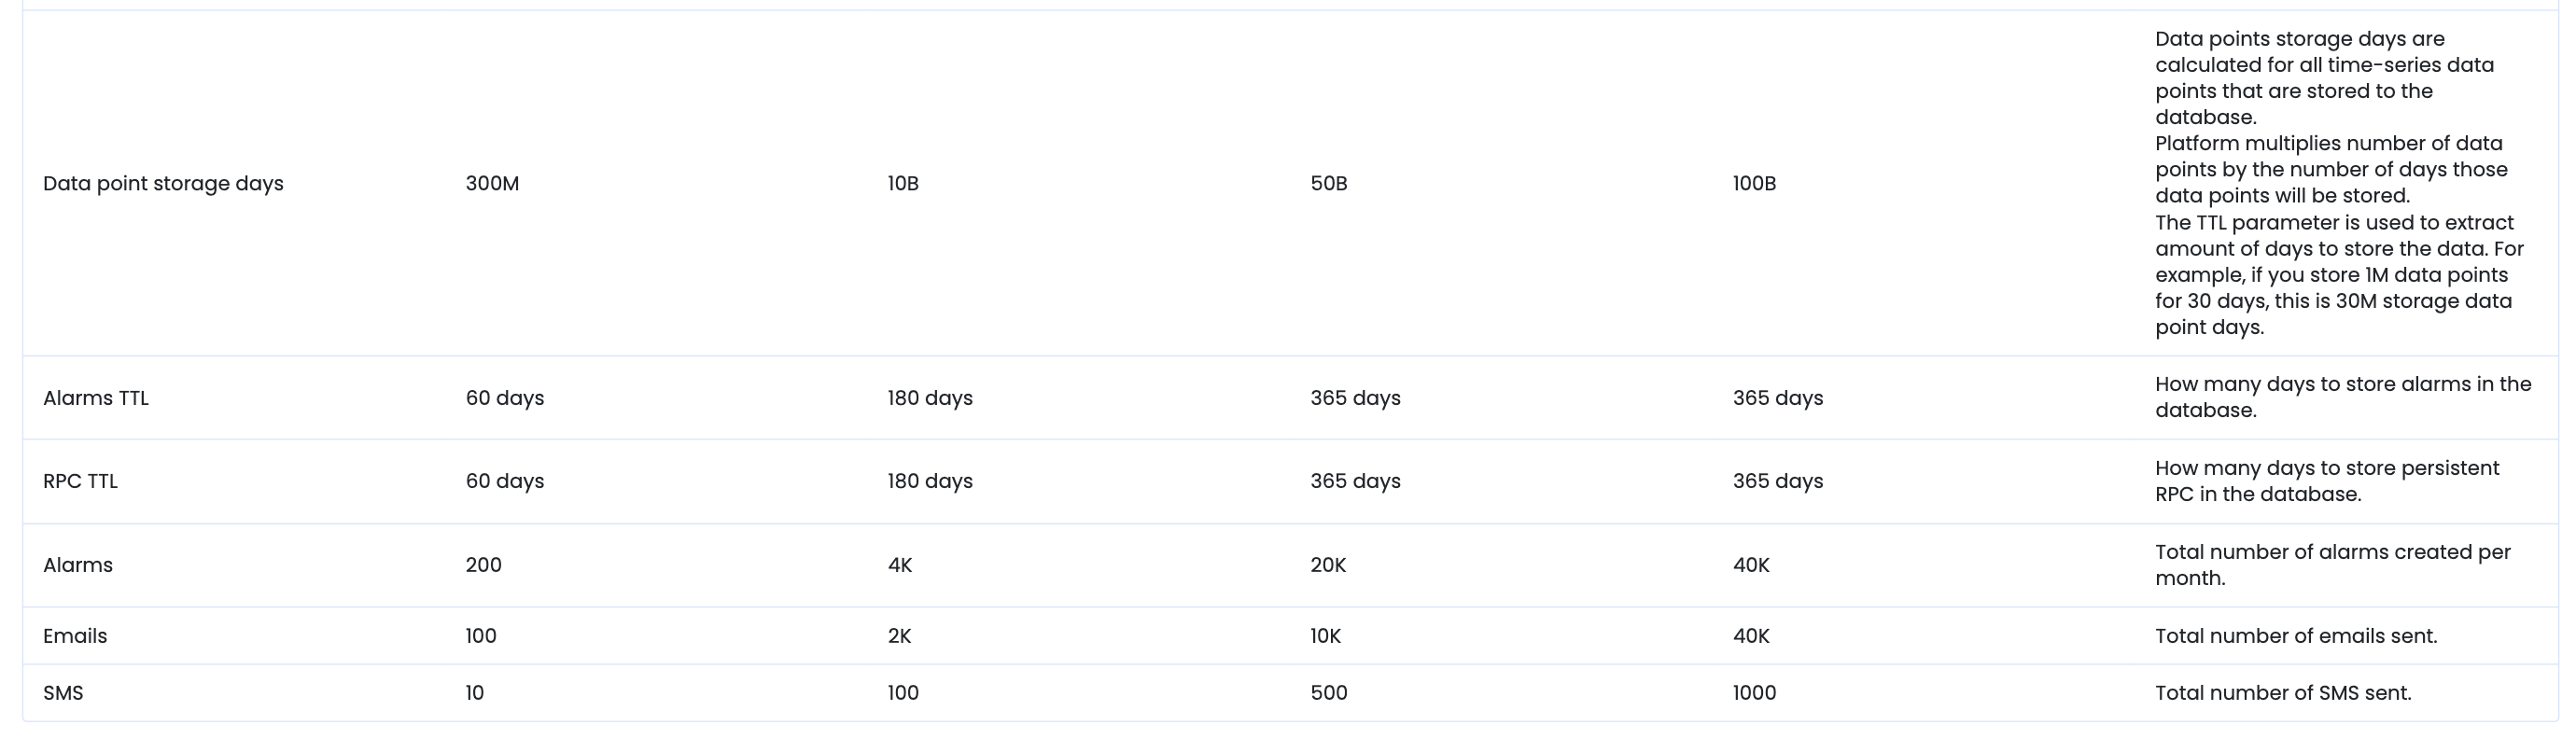 Data point storage days 300M 10B 50B 100B
Data points storage days are
calculated for all time-series data
points that are stored to the
database.
Platform multiplies number of data
points by the number of days those
data points will be stored.
The TTL parameter is used to extract
amount of days to store the data. For
example, if you store 1M data points
for 30 days, this is 30M storage data
point days.
Alarms TTL 60 days 180 days 365 days 365 days
How many days to store alarms in the
database.
RPC TTL 60 days 180 days 365 days 365 days
How many days to store persistent
RPC in the database.
Alarms 200 4K 20K 40K
Total number of alarms created per
month.
Emails 100 2K 10K 40K Total number of emails sent.
SMS 10 100 500 1000 Total number of SMS sent.